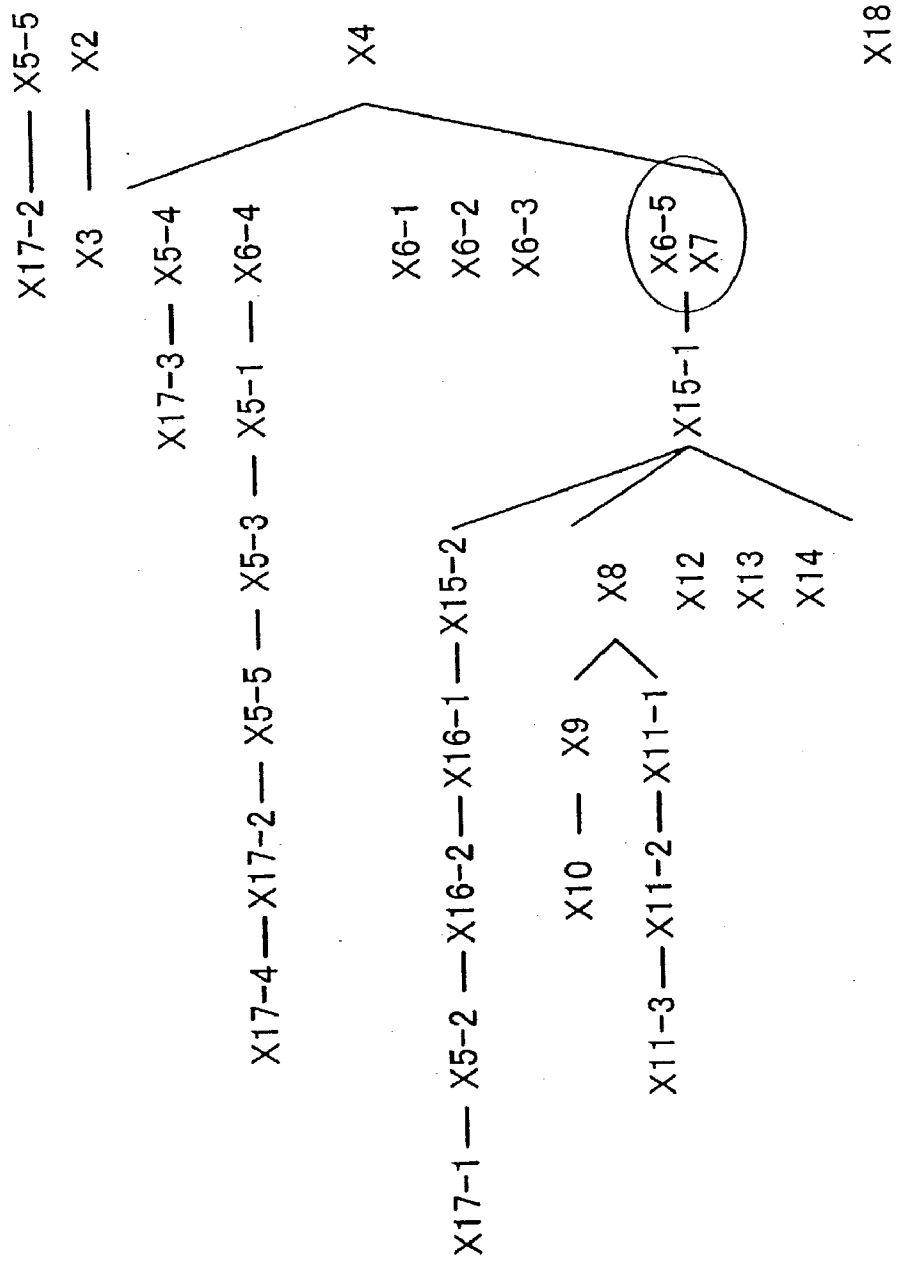 X17-2 — X5-5
X3 — X2
X17-3 — X5-4
X17-4 — X17-2 — X5-5 — X5-3 — X5-1 — X6-4
X4
X6-1
X17-1 — X5-2 — X16-2 — X16-1 — X15-2
X6-2
X6-3
X10 — X9
X8
X11-3 — X11-2 — X11-1
X6-5
X12
X15-1 — X7
X13
X14
X18